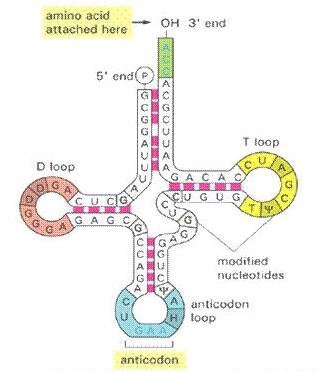 amino acid
attached here
OH 3' end
A
C
C
5' end P
A
G C
C G
G C
G U
A U
U U
U A
U
G A C A C
C U G U G
T loop
C U A
G
C
T Ψ
D loop
A
G
D
D
G
G
G
A
C U C G
G A G C
A
U
C
U
G
G
A
G
modified
nucleotides
C
C
A
G
A
G
G
U
C
Ψ
C
U
G A A
A
H
anticodon
loop
anticodon